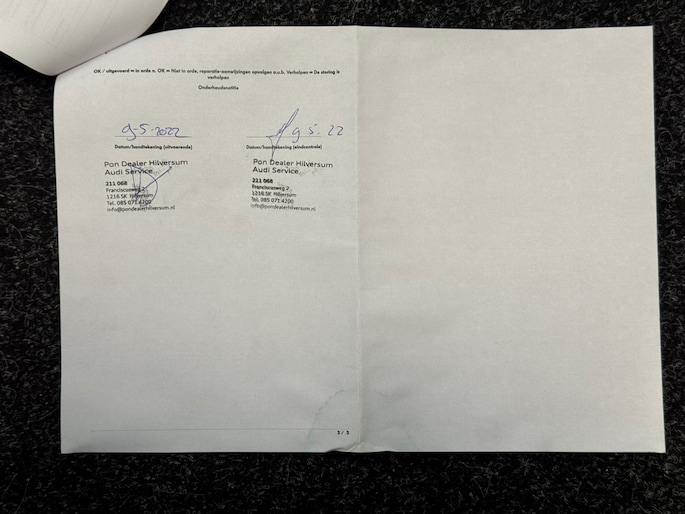 OK / uitgevoerd = in orde n. OK = Niet in orde, reparatie-aanwijzingen opvolgen a.u.b. Verholpen = De storing is
verholpen
Onderhoudsnotitie
9-5-2022
Datum/handtekening (uitvoerende)
Pon Dealer Hilversum
Audi Service
211 068
Franciscusweg 2
1216 SK Hilversum
Tel. 085 071 4200
info@pondealerhilversum.nl
9 5. 22
Datum/handtekening (eindcontrole)
Pon Dealer Hilversum
Audi Service
211 068
Franciscusweg 2
1216 SK Hilversum
Tel. 085 071 4200
info@pondealerhilversum.nl
3 / 3